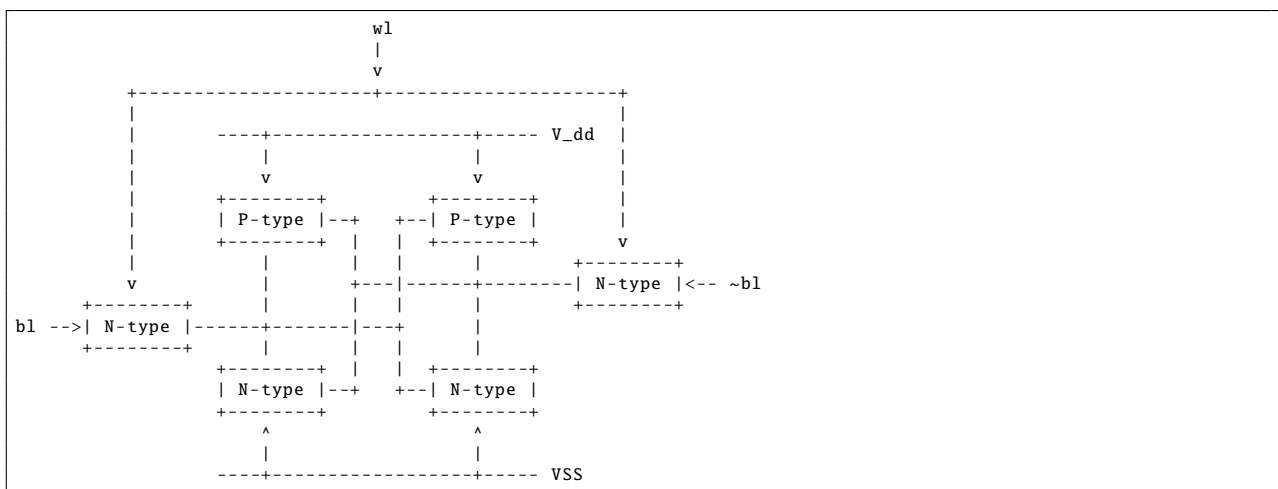 wl
V_dd
P-type P-type
N-type ~bl
bl N-type
N-type N-type
VSS